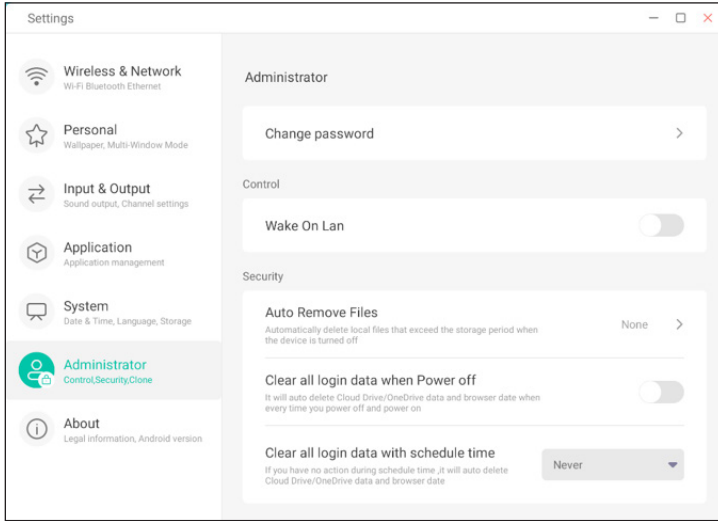 Settings
Wireless & Network
Wi-Fi Bluetooth Ethernet
Personal
Wallpaper, Multi-Window Mode
Input & Output
Sound output, Channel settings
Application
Application management
System
Date & Time, Language, Storage
Administrator
Control,Security,Clone
About
Legal information, Android version
Administrator
Change password
Control
Wake On Lan
Security
Auto Remove Files
Automatically delete local files that exceed the storage period when
the device is turned off
None
Clear all login data when Power off
It will auto delete Cloud Drive/OneDrive data and browser date when
every time you power off and power on
Clear all login data with schedule time
If you have no action during schedule time ,it will auto delete
Cloud Drive/OneDrive data and browser date
Never